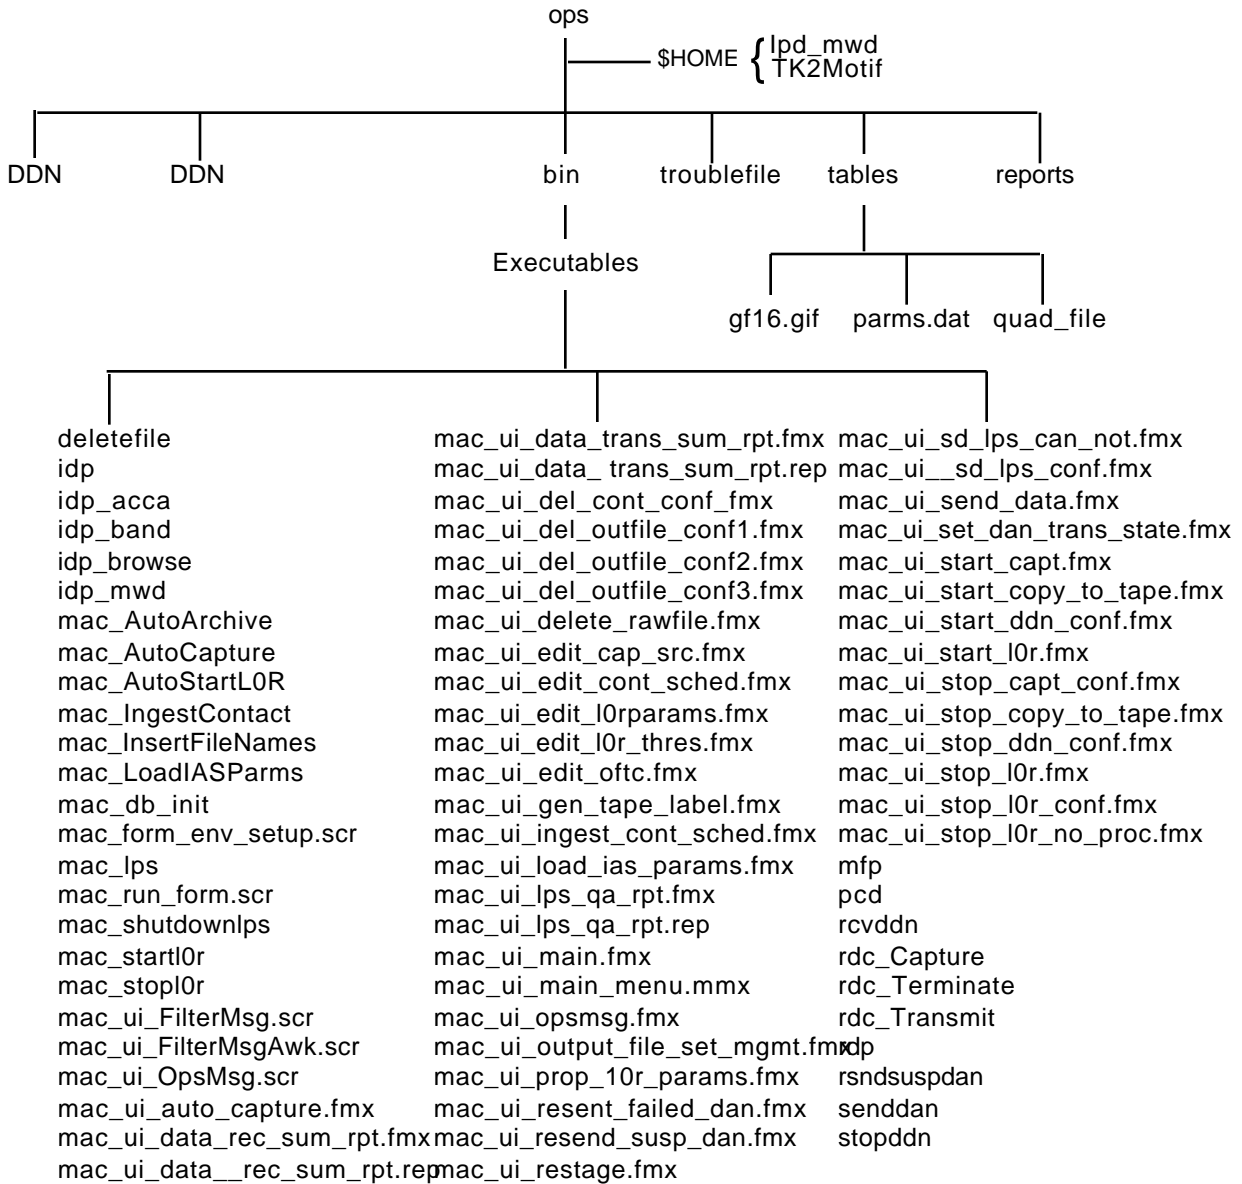 ops
$HOME { lpd_mwd
TK2Motif
DDN DDN bin troublefile tables reports
Executables
gf16.gif parms.dat quad_file
deletefile
idp
idp_acca
idp_band
idp_browse
idp_mwd
mac_AutoArchive
mac_AutoCapture
mac_AutoStartL0R
mac_IngestContact
mac_InsertFileNames
mac_LoadIASParms
mac_db_init
mac_form_env_setup.scr
mac_lps
mac_run_form.scr
mac_shutdownlps
mac_startl0r
mac_stopl0r
mac_ui_FilterMsg.scr
mac_ui_FilterMsgAwk.scr
mac_ui_OpsMsg.scr
mac_ui_auto_capture.fmx
mac_ui_data_rec_sum_rpt.fmx
mac_ui_data__rec_sum_rpt.rep
mac_ui_data_trans_sum_rpt.fmx
mac_ui_data_ trans_sum_rpt.rep
mac_ui_del_cont_conf_fmx
mac_ui_del_outfile_conf1.fmx
mac_ui_del_outfile_conf2.fmx
mac_ui_del_outfile_conf3.fmx
mac_ui_delete_rawfile.fmx
mac_ui_edit_cap_src.fmx
mac_ui_edit_cont_sched.fmx
mac_ui_edit_l0rparams.fmx
mac_ui_edit_l0r_thres.fmx
mac_ui_edit_oftc.fmx
mac_ui_gen_tape_label.fmx
mac_ui_ingest_cont_sched.fmx
mac_ui_load_ias_params.fmx
mac_ui_lps_qa_rpt.fmx
mac_ui_lps_qa_rpt.rep
mac_ui_main.fmx
mac_ui_main_menu.mmx
mac_ui_opsmsg.fmx
mac_ui_output_file_set_mgmt.fmx
mac_ui_prop_10r_params.fmx
mac_ui_resent_failed_dan.fmx
mac_ui_resend_susp_dan.fmx
mac_ui_restage.fmx
mac_ui_sd_lps_can_not.fmx
mac_ui__sd_lps_conf.fmx
mac_ui_send_data.fmx
mac_ui_set_dan_trans_state.fmx
mac_ui_start_capt.fmx
mac_ui_start_copy_to_tape.fmx
mac_ui_start_ddn_conf.fmx
mac_ui_start_l0r.fmx
mac_ui_stop_capt_conf.fmx
mac_ui_stop_copy_to_tape.fmx
mac_ui_stop_ddn_conf.fmx
mac_ui_stop_l0r.fmx
mac_ui_stop_l0r_conf.fmx
mac_ui_stop_l0r_no_proc.fmx
mfp
pcd
rcvddn
rdc_Capture
rdc_Terminate
rdc_Transmit
rdp
rsndsuspdan
senddan
stopddn